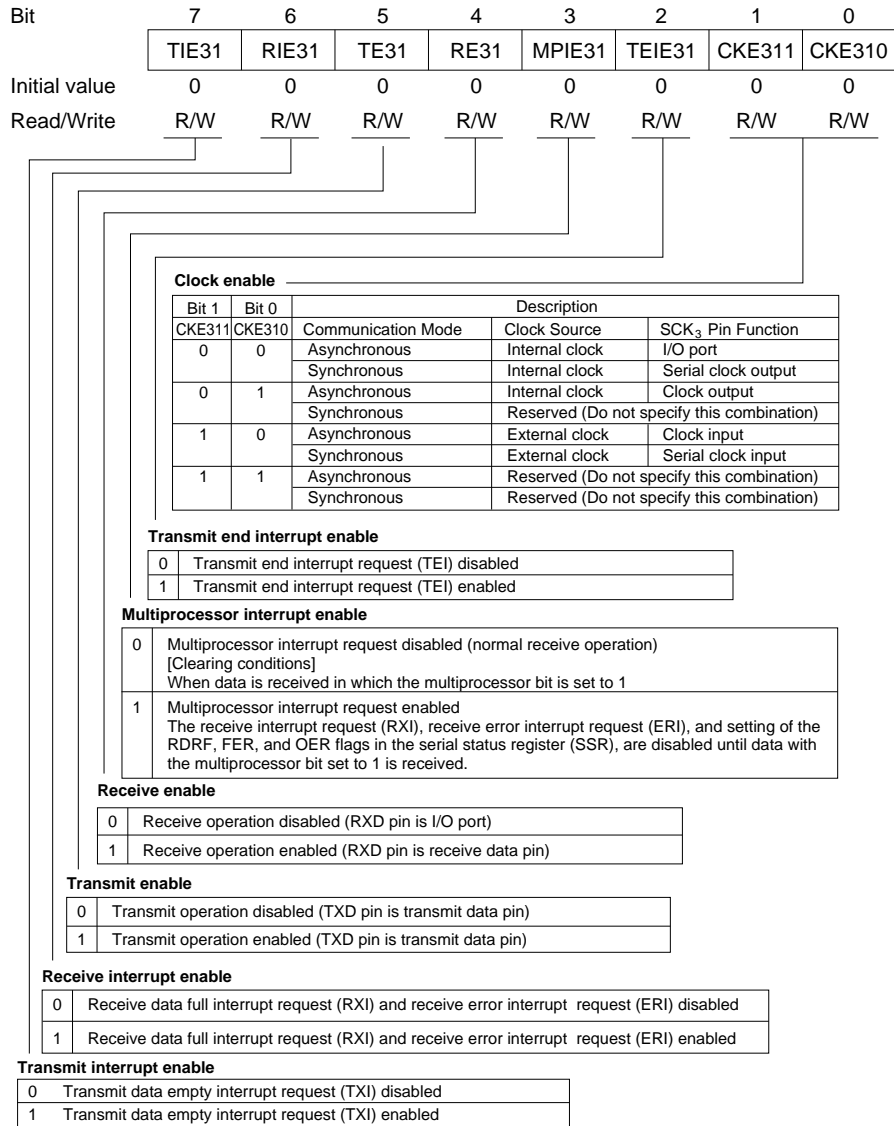 Bit 7 6 5 4 3 2 1 0
TIE31 RIE31 TE31 RE31 MPIE31 TEIE31 CKE311 CKE310
Initial value 0 0 0 0 0 0 0 0
Read/Write R/W R/W R/W R/W R/W R/W R/W R/W
Clock enable
Bit 1 Bit 0 Description
CKE311 CKE310 Communication Mode Clock Source SCK₃ Pin Function
0 0 Asynchronous Internal clock I/O port
Synchronous Internal clock Serial clock output
0 1 Asynchronous Internal clock Clock output
Synchronous Reserved (Do not specify this combination)
1 0 Asynchronous External clock Clock input
Synchronous External clock Serial clock input
1 1 Asynchronous Reserved (Do not specify this combination)
Synchronous Reserved (Do not specify this combination)
Transmit end interrupt enable
0 Transmit end interrupt request (TEI) disabled
1 Transmit end interrupt request (TEI) enabled
Multiprocessor interrupt enable
0 Multiprocessor interrupt request disabled (normal receive operation)
[Clearing conditions]
When data is received in which the multiprocessor bit is set to 1
1 Multiprocessor interrupt request enabled
The receive interrupt request (RXI), receive error interrupt request (ERI), and setting of the
RDRF, FER, and OER flags in the serial status register (SSR), are disabled until data with
the multiprocessor bit set to 1 is received.
Receive enable
0 Receive operation disabled (RXD pin is I/O port)
1 Receive operation enabled (RXD pin is receive data pin)
Transmit enable
0 Transmit operation disabled (TXD pin is transmit data pin)
1 Transmit operation enabled (TXD pin is transmit data pin)
Receive interrupt enable
0 Receive data full interrupt request (RXI) and receive error interrupt request (ERI) disabled
1 Receive data full interrupt request (RXI) and receive error interrupt request (ERI) enabled
Transmit interrupt enable
0 Transmit data empty interrupt request (TXI) disabled
1 Transmit data empty interrupt request (TXI) enabled